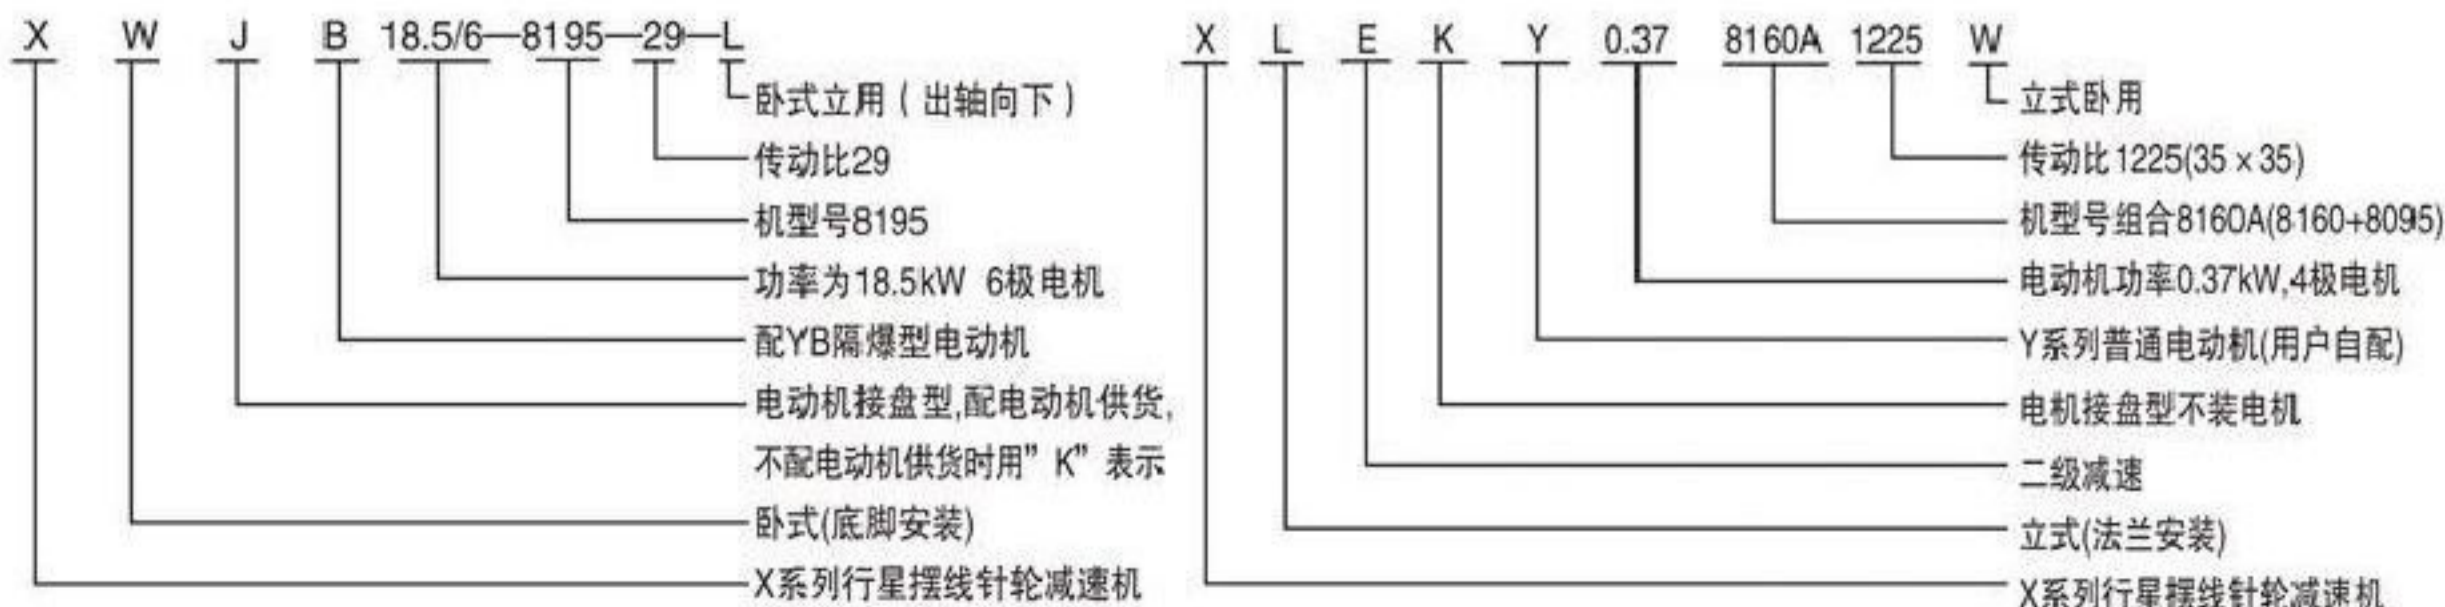 X W J B 18.5/6—8195—29—L
卧式立用（出轴向下）
传动比29
机型号8195
功率为18.5kW 6极电机
配YB隔爆型电动机
电动机接盘型,配电动机供货,
不配电动机供货时用”K”表示
卧式(底脚安装)
X系列行星摆线针轮减速机
X L E K Y 0.37 8160A 1225 W
立式卧用
传动比1225(35×35)
机型号组合8160A(8160+8095)
电动机功率0.37kW,4极电机
Y系列普通电动机(用户自配)
电机接盘型不装电机
二级减速
立式(法兰安装)
X系列行星摆线针轮减速机